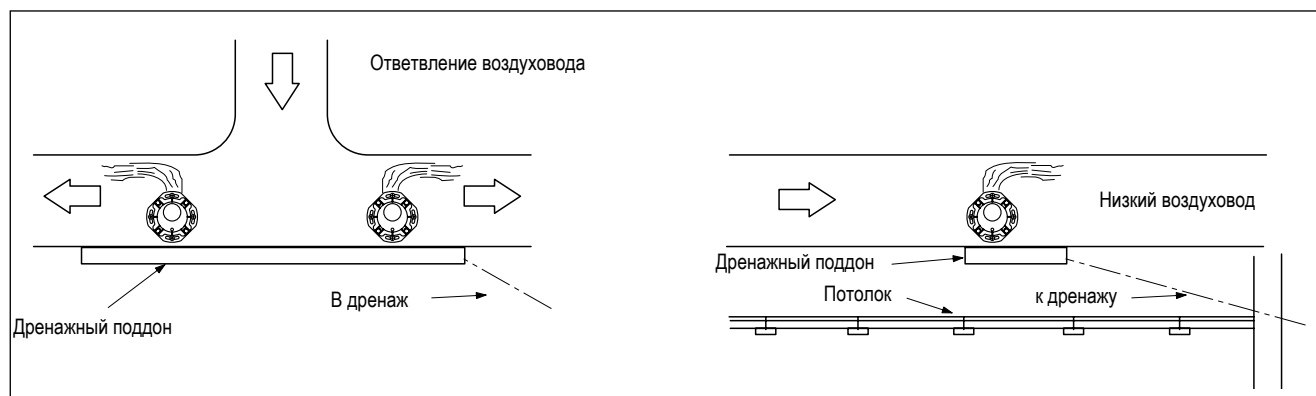 Ответвление воздуховода
В дренаж
Дренажный поддон
Низкий воздуховод
Дренажный поддон
Потолок
к дренажу